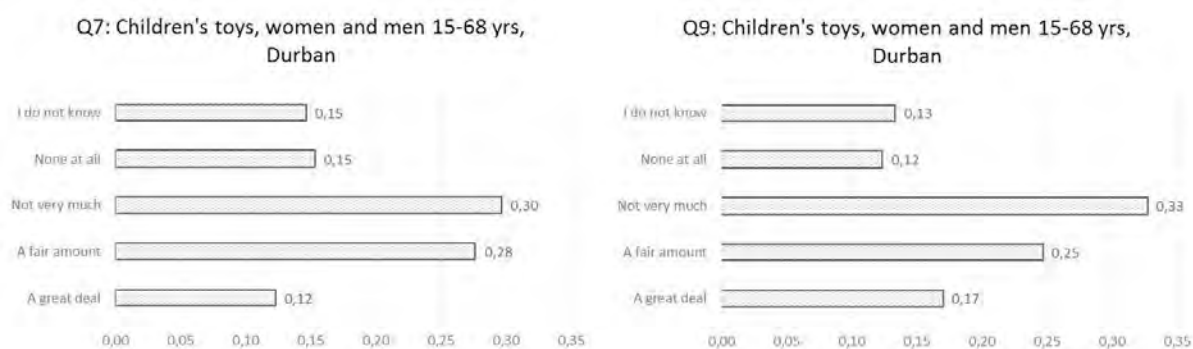 Q7: Children's toys, women and men 15-68 yrs,
Durban
I do not know
0,15
None at all
0,15
Not very much
0,30
A fair amount
0,28
A great deal
0,12
0,00 0,05 0,10 0,15 0,20 0,25 0,30 0,35
Q9: Children's toys, women and men 15-68 yrs,
Durban
I do not know
0,13
None at all
0,12
Not very much
0,33
A fair amount
0,25
A great deal
0,17
0,00 0,05 0,10 0,15 0,20 0,25 0,30 0,35